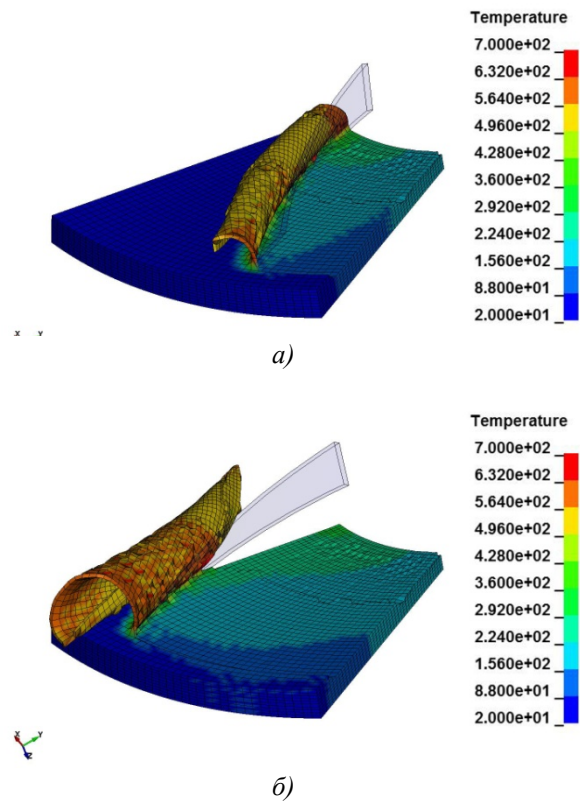 Temperature
7.000e+02
6.320e+02
5.640e+02
4.960e+02
4.280e+02
3.600e+02
2.920e+02
2.240e+02
1.560e+02
8.800e+01
2.000e+01
X Y
а)
Temperature
7.000e+02
6.320e+02
5.640e+02
4.960e+02
4.280e+02
3.600e+02
2.920e+02
2.240e+02
1.560e+02
8.800e+01
2.000e+01
X Y
Z
б)